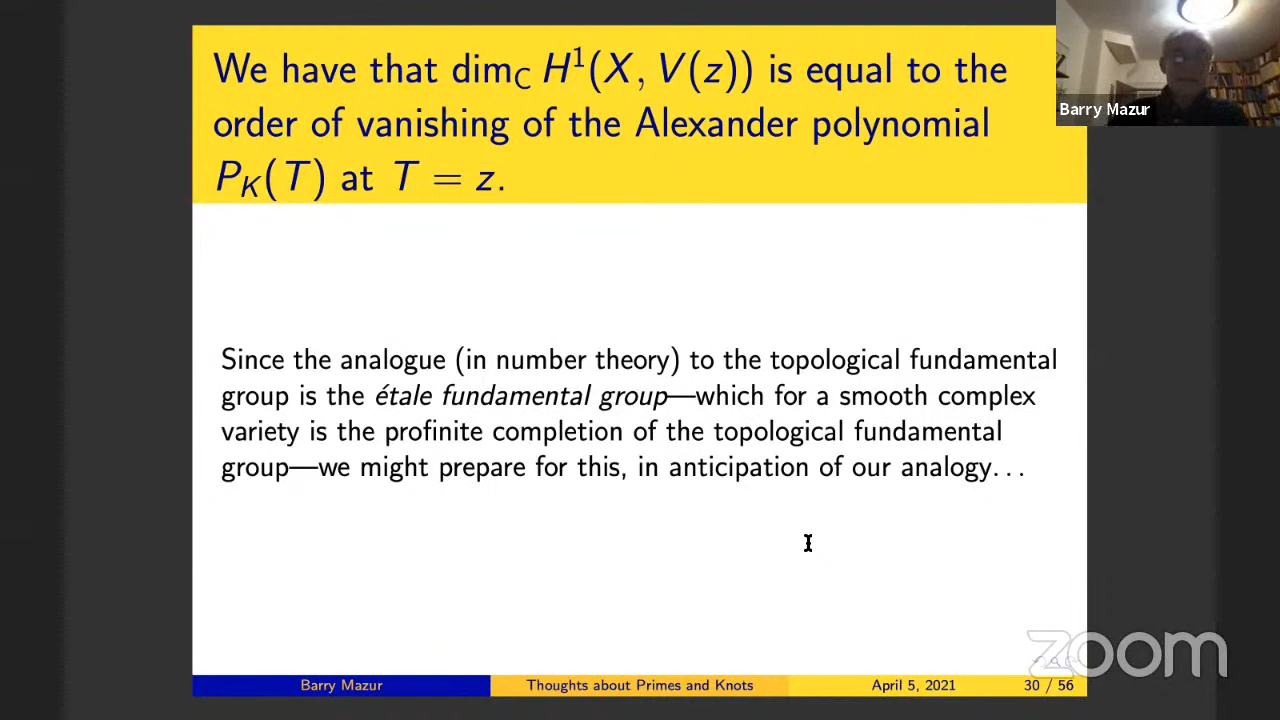 We have that dim_C H^1(X, V(z)) is equal to the
order of vanishing of the Alexander polynomial
P_K(T) at T = z.
Barry Mazur
Since the analogue (in number theory) to the topological fundamental
group is the étale fundamental group—which for a smooth complex
variety is the profinite completion of the topological fundamental
group—we might prepare for this, in anticipation of our analogy...
zoom
Barry Mazur
Thoughts about Primes and Knots
April 5, 2021
30 / 56